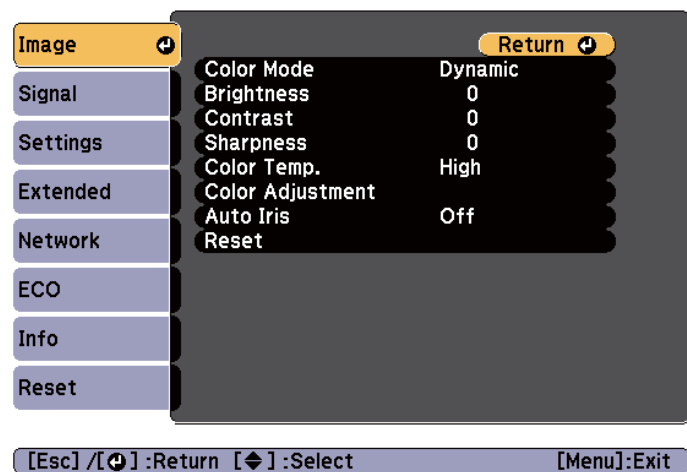 Image
Signal
Settings
Extended
Network
ECO
Info
Reset
Return
Color Mode Dynamic
Brightness 0
Contrast 0
Sharpness 0
Color Temp. High
Color Adjustment
Auto Iris Off
Reset
[Esc] /[⏎] :Return [◆] :Select [Menu]:Exit